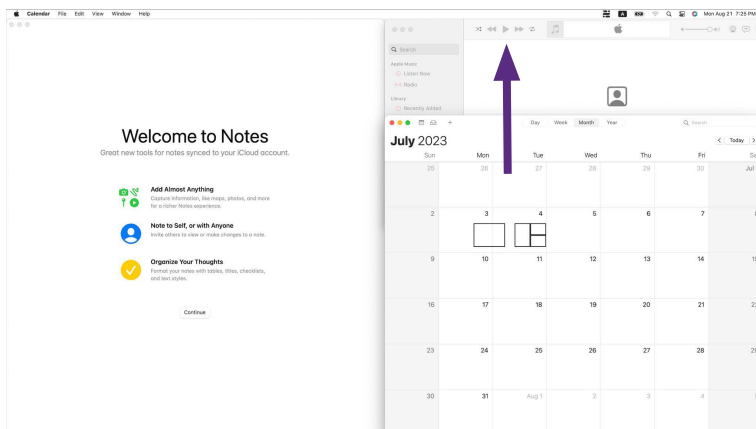 Calendar File Edit View Window Help
A
Mon Aug 21 7:25 PM
Search
Apple Music
Listen Now
Radio
Library
Recently Added
Welcome to Notes
Great new tools for notes synced to your iCloud account.
Add Almost Anything
Capture information, like maps, photos, and more
for a richer Notes experience.
Note to Self, or with Anyone
Invite others to view or make changes to a note.
Organize Your Thoughts
Format your notes with tables, titles, checklists,
and text styles.
Continue
Day Week Month Year
Search
July 2023
Today
Sun Mon Tue Wed Thu Fri
25 26 27 28 29 30 Jul
2 3 4 5 6 7
9 10 11 12 13 14
16 17 18 19 20 21
23 24 25 26 27 28
30 31 Aug 1 2 3 4